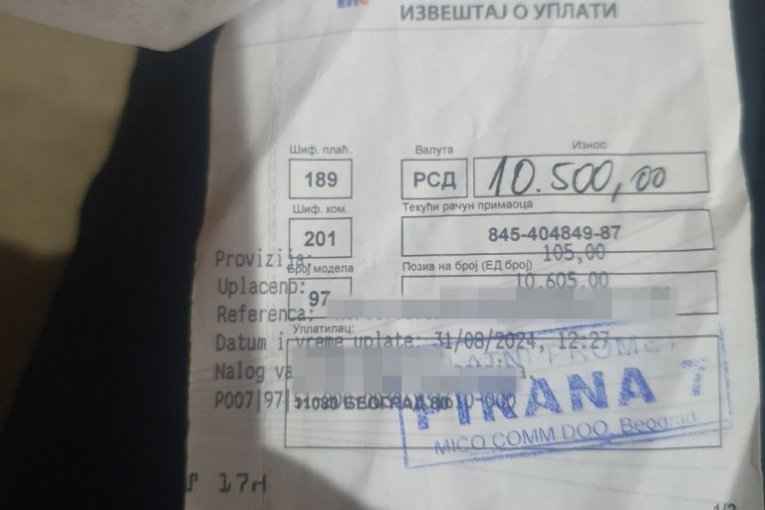 ИЗВЕШТАЈ О УПЛАТИ
Шиф. плаћ. Валута Износ
189 РСД 10.500,00
Шиф. ком. Текући рачун примаоца
201 845-404849-87
Provizija: 105,00
Број модела Позив на број (ЕД број)
Uplaceno: 10.605,00
97
Referenca:
Уплатилац:
Datum i vreme uplate: 31/08/2024, 12:27
PROMET
Nalog va
PIRANA
P007|97|
11080 БЕОГРАД 80
MICO COMM DOO, Beograd
17H
1/2